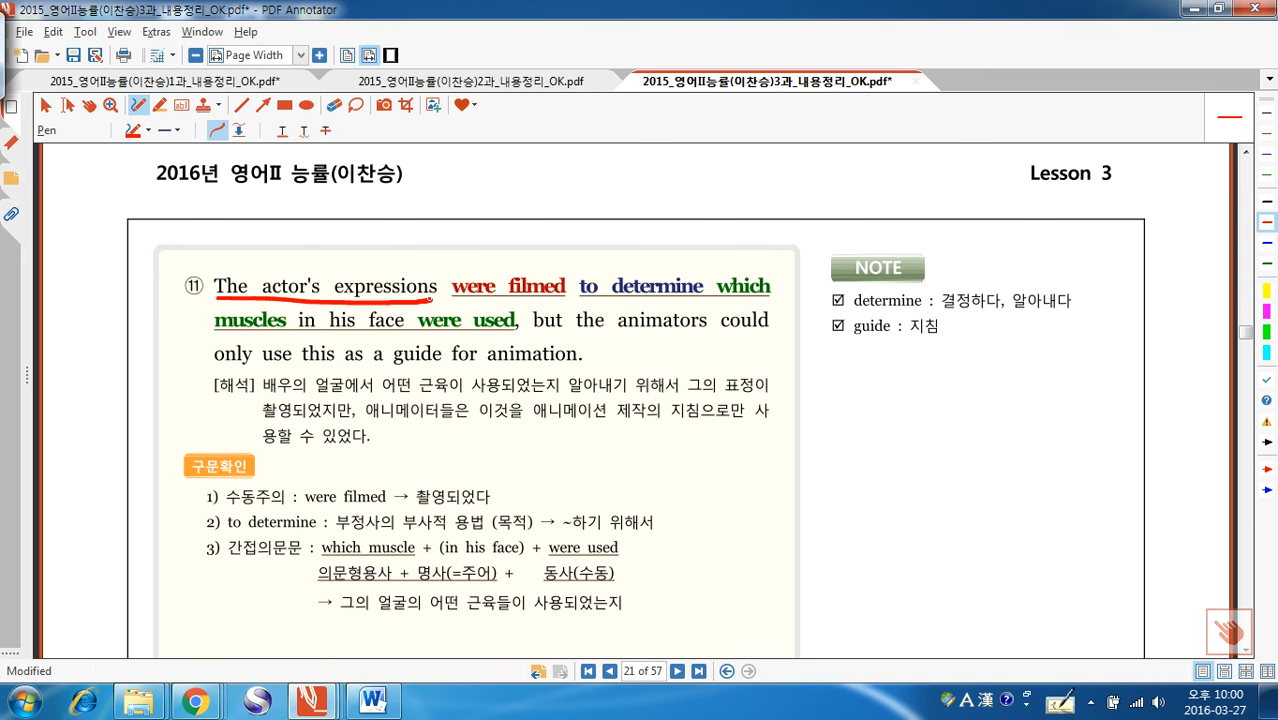 2015_영어Ⅱ능률(이찬승)3과_내용정리_OK.pdf* - PDF Annotator
File Edit Tool View Extras Window Help
Page Width
2015_영어Ⅱ능률(이찬승)1과_내용정리_OK.pdf* 2015_영어Ⅱ능률(이찬승)2과_내용정리_OK.pdf 2015_영어Ⅱ능률(이찬승)3과_내용정리_OK.pdf*
Pen
2016년 영어Ⅱ 능률(이찬승) Lesson 3
⑪ The actor's expressions were filmed to determine which
muscles in his face were used, but the animators could
only use this as a guide for animation.
[해석] 배우의 얼굴에서 어떤 근육이 사용되었는지 알아내기 위해서 그의 표정이
촬영되었지만, 애니메이터들은 이것을 애니메이션 제작의 지침으로만 사
용할 수 있었다.
구문확인
1) 수동주의 : were filmed → 촬영되었다
2) to determine : 부정사의 부사적 용법 (목적) → ~하기 위해서
3) 간접의문문 : which muscle + (in his face) + were used
의문형용사 + 명사(=주어) + 동사(수동)
→ 그의 얼굴의 어떤 근육들이 사용되었는지
NOTE
☑ determine : 결정하다, 알아내다
☑ guide : 지침
Modified 21 of 57
A 漢 오후 10:00
2016-03-27